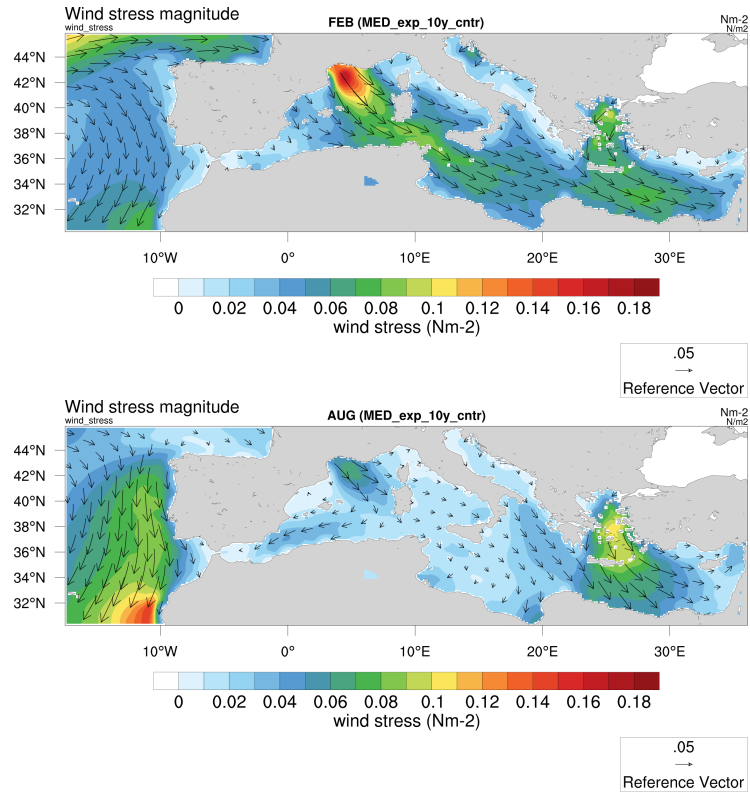 Wind stress magnitude
wind_stress
FEB (MED_exp_10y_cntr)
Nm-2
N/m2
44°N
42°N
40°N
38°N
36°N
34°N
32°N
10°W 0° 10°E 20°E 30°E
0 0.02 0.04 0.06 0.08 0.1 0.12 0.14 0.16 0.18
wind stress (Nm-2)
.05
Reference Vector
Wind stress magnitude
wind_stress
AUG (MED_exp_10y_cntr)
Nm-2
N/m2
44°N
42°N
40°N
38°N
36°N
34°N
32°N
10°W 0° 10°E 20°E 30°E
0 0.02 0.04 0.06 0.08 0.1 0.12 0.14 0.16 0.18
wind stress (Nm-2)
.05
Reference Vector